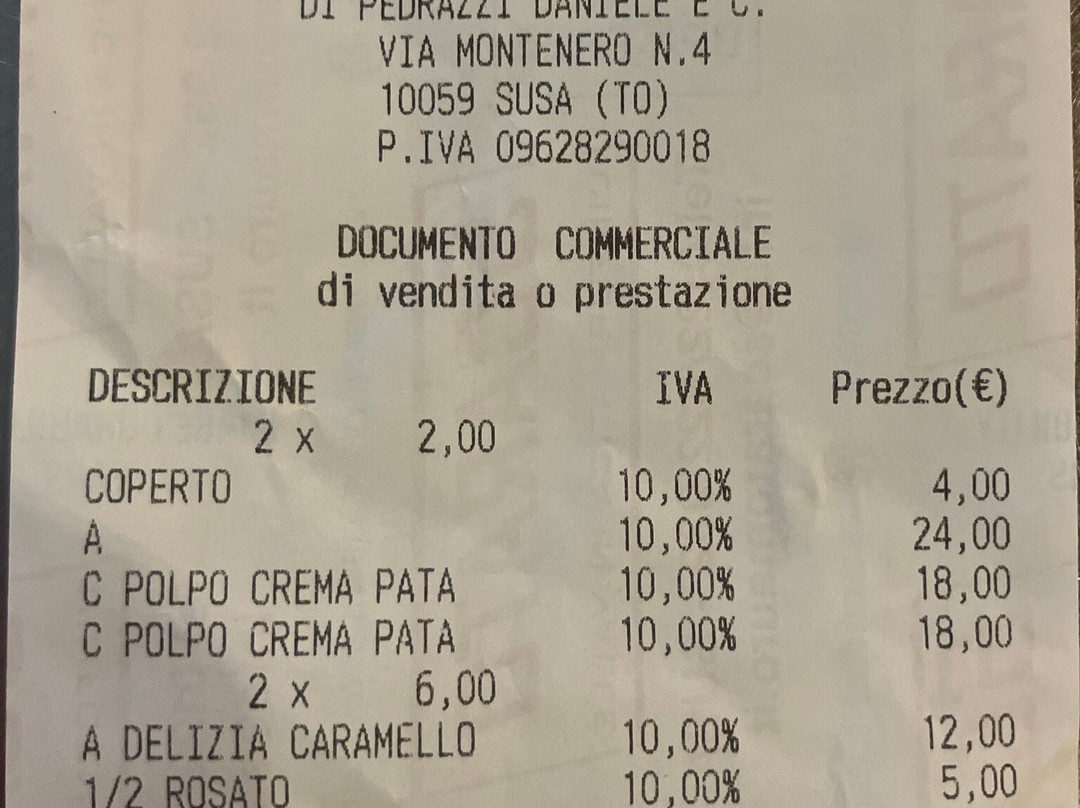 DI PEDRAZZI DANIELE E C.
VIA MONTENERO N.4
10059 SUSA (TO)
P.IVA 09628290018
DOCUMENTO COMMERCIALE
di vendita o prestazione
DESCRIZIONE IVA Prezzo(€)
2 x 2,00
COPERTO 10,00% 4,00
A 10,00% 24,00
C POLPO CREMA PATA 10,00% 18,00
C POLPO CREMA PATA 10,00% 18,00
2 x 6,00
A DELIZIA CARAMELLO 10,00% 12,00
1/2 ROSATO 10,00% 5,00